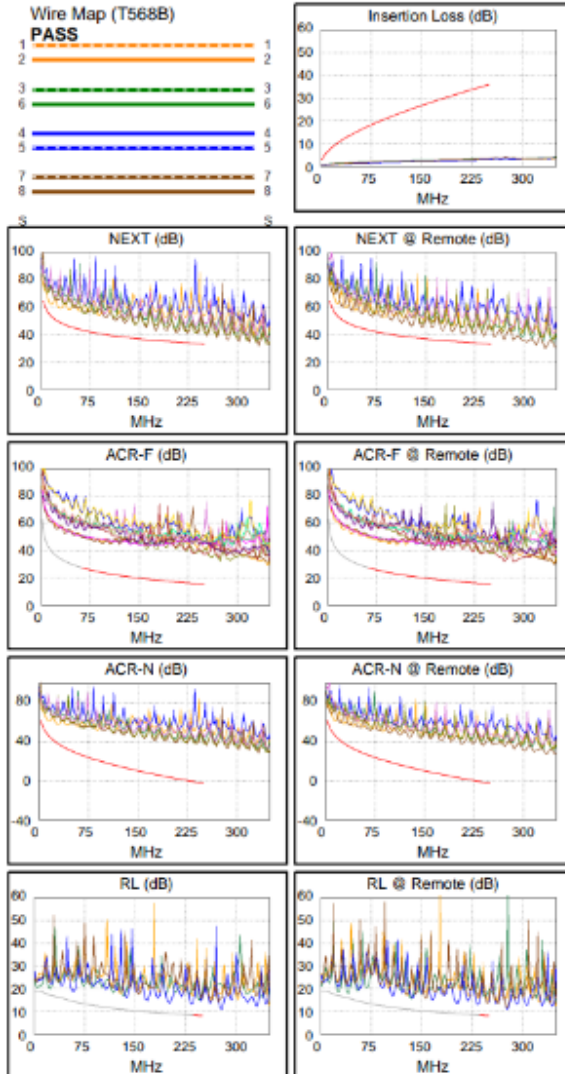 Wire Map (T568B)
PASS
1 1
2 2
3 3
6 6
4 4
5 5
7 7
8 8
S S
Insertion Loss (dB)
60
50
40
30
20
10
0
0 75 150 225 300
MHz
NEXT (dB)
100
80
60
40
20
0
0 75 150 225 300
MHz
NEXT @ Remote (dB)
100
80
60
40
20
0
0 75 150 225 300
MHz
ACR-F (dB)
100
80
60
40
20
0
0 75 150 225 300
MHz
ACR-F @ Remote (dB)
100
80
60
40
20
0
0 75 150 225 300
MHz
ACR-N (dB)
80
40
0
-40
0 75 150 225 300
MHz
ACR-N @ Remote (dB)
80
40
0
-40
0 75 150 225 300
MHz
RL (dB)
60
50
40
30
20
10
0
0 75 150 225 300
MHz
RL @ Remote (dB)
60
50
40
30
20
10
0
0 75 150 225 300
MHz